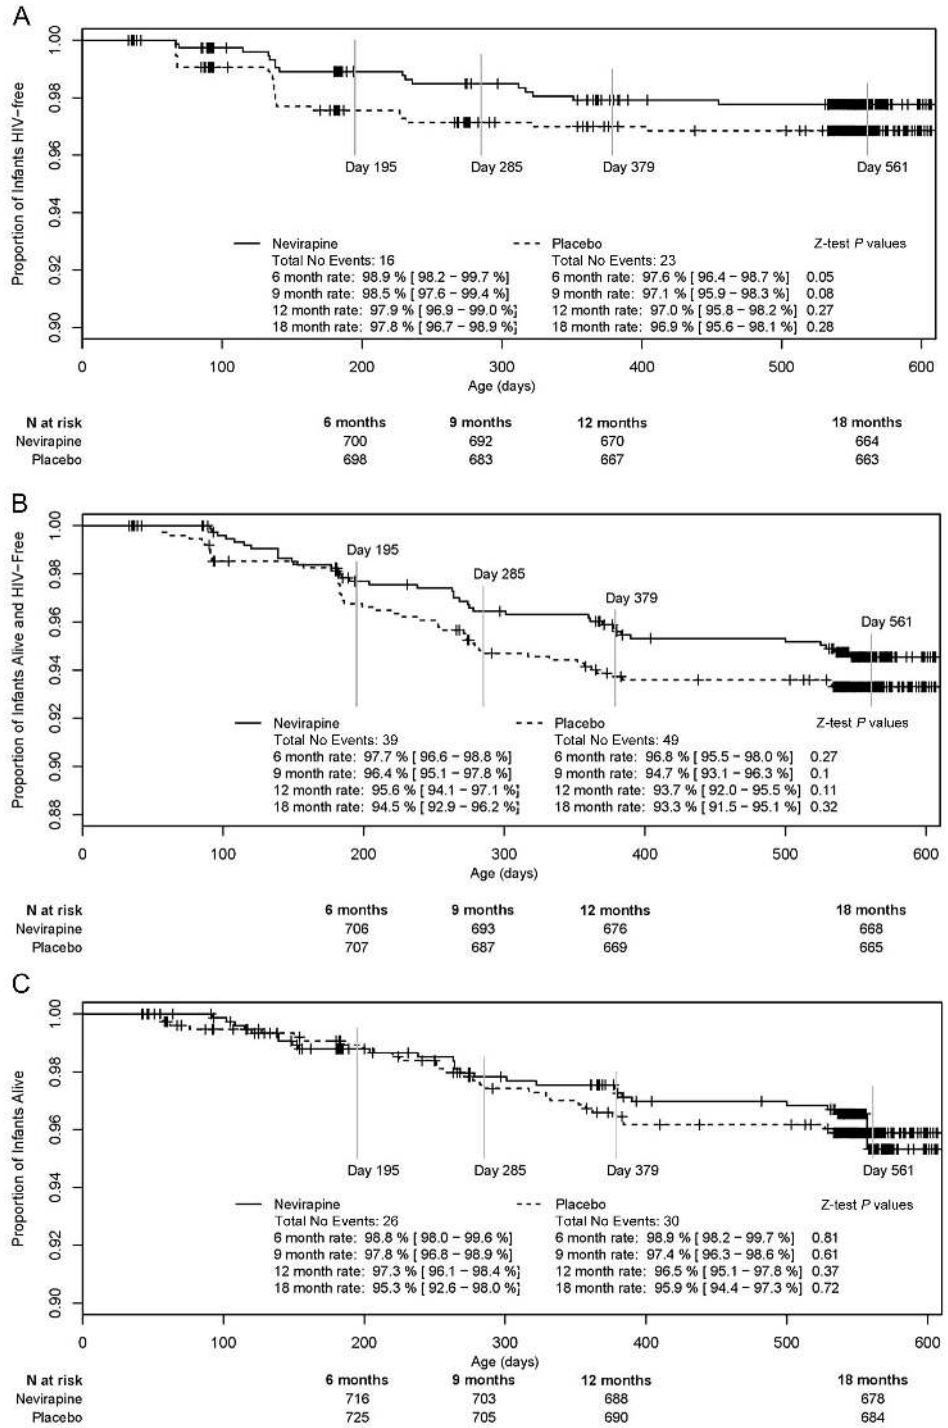 A
Proportion of Infants HIV-free
1.00
0.98
0.96
0.94
0.92
0.90
Day 195 Day 285 Day 379 Day 561
Nevirapine Placebo Z-test P values
Total No Events: 16 Total No Events: 23
6 month rate: 98.9 % [ 98.2 – 99.7 %] 6 month rate: 97.6 % [ 96.4 – 98.7 %] 0.05
9 month rate: 98.5 % [ 97.6 – 99.4 %] 9 month rate: 97.1 % [ 95.9 – 98.3 %] 0.08
12 month rate: 97.9 % [ 96.9 – 99.0 %] 12 month rate: 97.0 % [ 95.8 – 98.2 %] 0.27
18 month rate: 97.8 % [ 96.7 – 98.9 %] 18 month rate: 96.9 % [ 95.6 – 98.1 %] 0.28
0 100 200 300 400 500 600
Age (days)
N at risk 6 months 9 months 12 months 18 months
Nevirapine 700 692 670 664
Placebo 698 683 667 663
B
Proportion of Infants Alive and HIV-Free
1.00
0.98
0.96
0.94
0.92
0.90
0.88
Day 195 Day 285 Day 379 Day 561
Nevirapine Placebo Z-test P values
Total No Events: 39 Total No Events: 49
6 month rate: 97.7 % [ 96.6 – 98.8 %] 6 month rate: 96.8 % [ 95.5 – 98.0 %] 0.27
9 month rate: 96.4 % [ 95.1 – 97.8 %] 9 month rate: 94.7 % [ 93.1 – 96.3 %] 0.1
12 month rate: 95.6 % [ 94.1 – 97.1 %] 12 month rate: 93.7 % [ 92.0 – 95.5 %] 0.11
18 month rate: 94.5 % [ 92.9 – 96.2 %] 18 month rate: 93.3 % [ 91.5 – 95.1 %] 0.32
0 100 200 300 400 500 600
Age (days)
N at risk 6 months 9 months 12 months 18 months
Nevirapine 706 693 676 668
Placebo 707 687 669 665
C
Proportion of Infants Alive
1.00
0.98
0.96
0.94
0.92
0.90
Day 195 Day 285 Day 379 Day 561
Nevirapine Placebo Z-test P values
Total No Events: 26 Total No Events: 30
6 month rate: 98.8 % [ 98.0 – 99.6 %] 6 month rate: 98.9 % [ 98.2 – 99.7 %] 0.81
9 month rate: 97.8 % [ 96.8 – 98.9 %] 9 month rate: 97.4 % [ 96.3 – 98.6 %] 0.61
12 month rate: 97.3 % [ 96.1 – 98.4 %] 12 month rate: 96.5 % [ 95.1 – 97.8 %] 0.37
18 month rate: 95.3 % [ 92.6 – 98.0 %] 18 month rate: 95.9 % [ 94.4 – 97.3 %] 0.72
0 100 200 300 400 500 600
Age (days)
N at risk 6 months 9 months 12 months 18 months
Nevirapine 716 703 688 678
Placebo 725 705 690 684